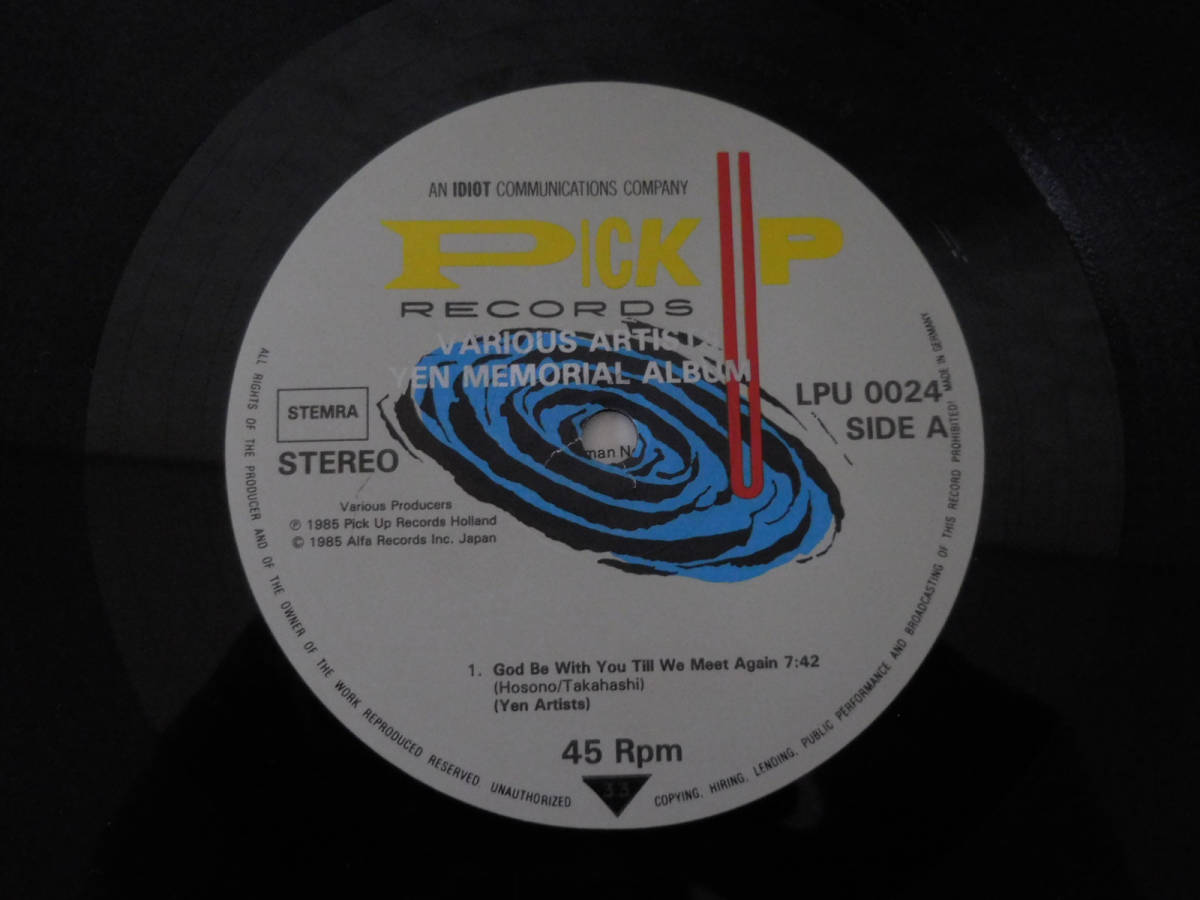 AN IDIOT COMMUNICATIONS COMPANY
PICK UP
RECORDS
VARIOUS ARTISTS
YEN MEMORIAL ALBUM
STEMRA
STEREO
LPU 0024
SIDE A
man N
Various Producers
℗ 1985 Pick Up Records Holland
© 1985 Alfa Records Inc. Japan
1. God Be With You Till We Meet Again 7:42
(Hosono/Takahashi)
(Yen Artists)
45 Rpm
33
ALL RIGHTS OF THE PRODUCER AND OF THE OWNER OF THE WORK REPRODUCED RESERVED. UNAUTHORIZED COPYING, HIRING, LENDING, PUBLIC PERFORMANCE AND BROADCASTING OF THIS RECORD PROHIBITED! MADE IN GERMANY